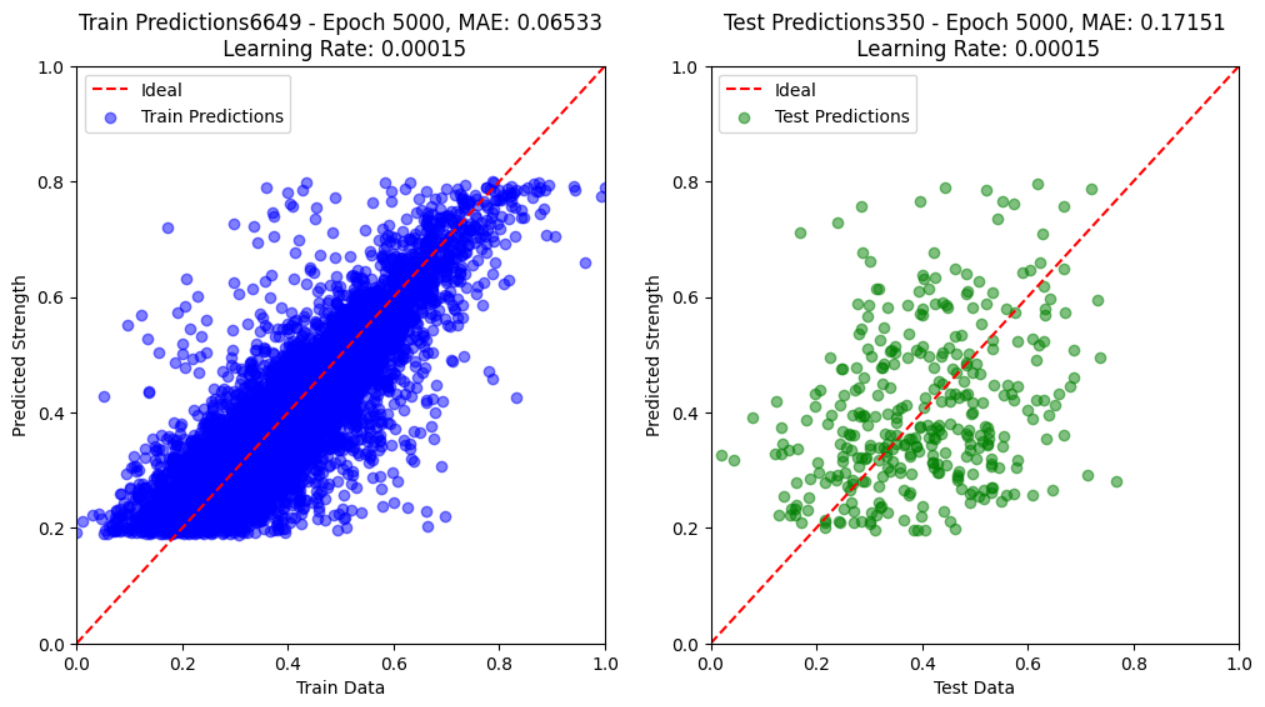 Train Predictions6649 - Epoch 5000, MAE: 0.06533
Learning Rate: 0.00015
Ideal
Train Predictions
1.0
0.8
0.6
0.4
0.2
0.0
Predicted Strength
0.0 0.2 0.4 0.6 0.8 1.0
Train Data
Test Predictions350 - Epoch 5000, MAE: 0.17151
Learning Rate: 0.00015
Ideal
Test Predictions
1.0
0.8
0.6
0.4
0.2
0.0
Predicted Strength
0.0 0.2 0.4 0.6 0.8 1.0
Test Data